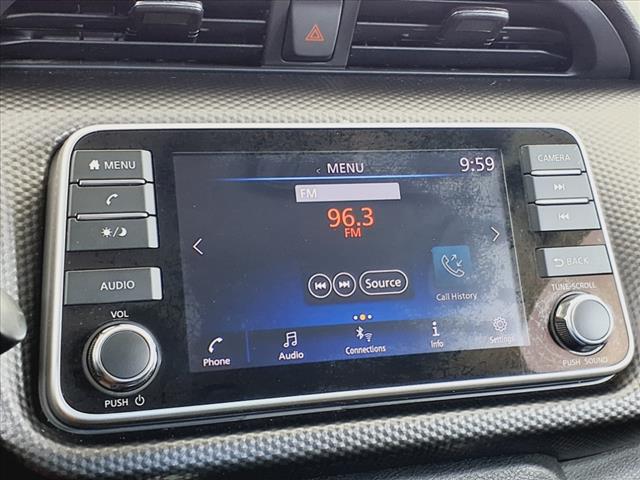 MENU
CAMERA
‹ MENU
9:59
FM
96.3
FM
Source
BACK
AUDIO
Call History
TUNE·SCROLL
VOL
Phone
Audio
Connections
Info
Settings
PUSH
PUSH SOUND